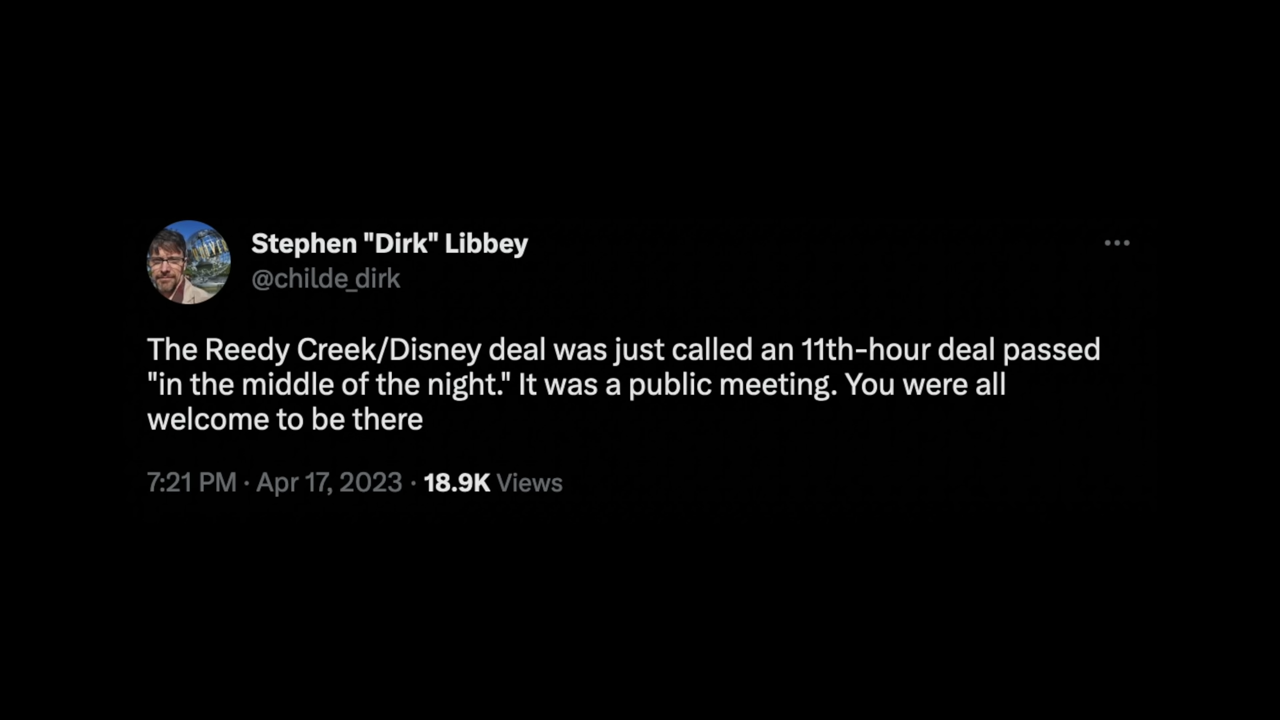 Stephen "Dirk" Libbey
@childe_dirk
The Reedy Creek/Disney deal was just called an 11th-hour deal passed
"in the middle of the night." It was a public meeting. You were all
welcome to be there
7:21 PM · Apr 17, 2023 · 18.9K Views